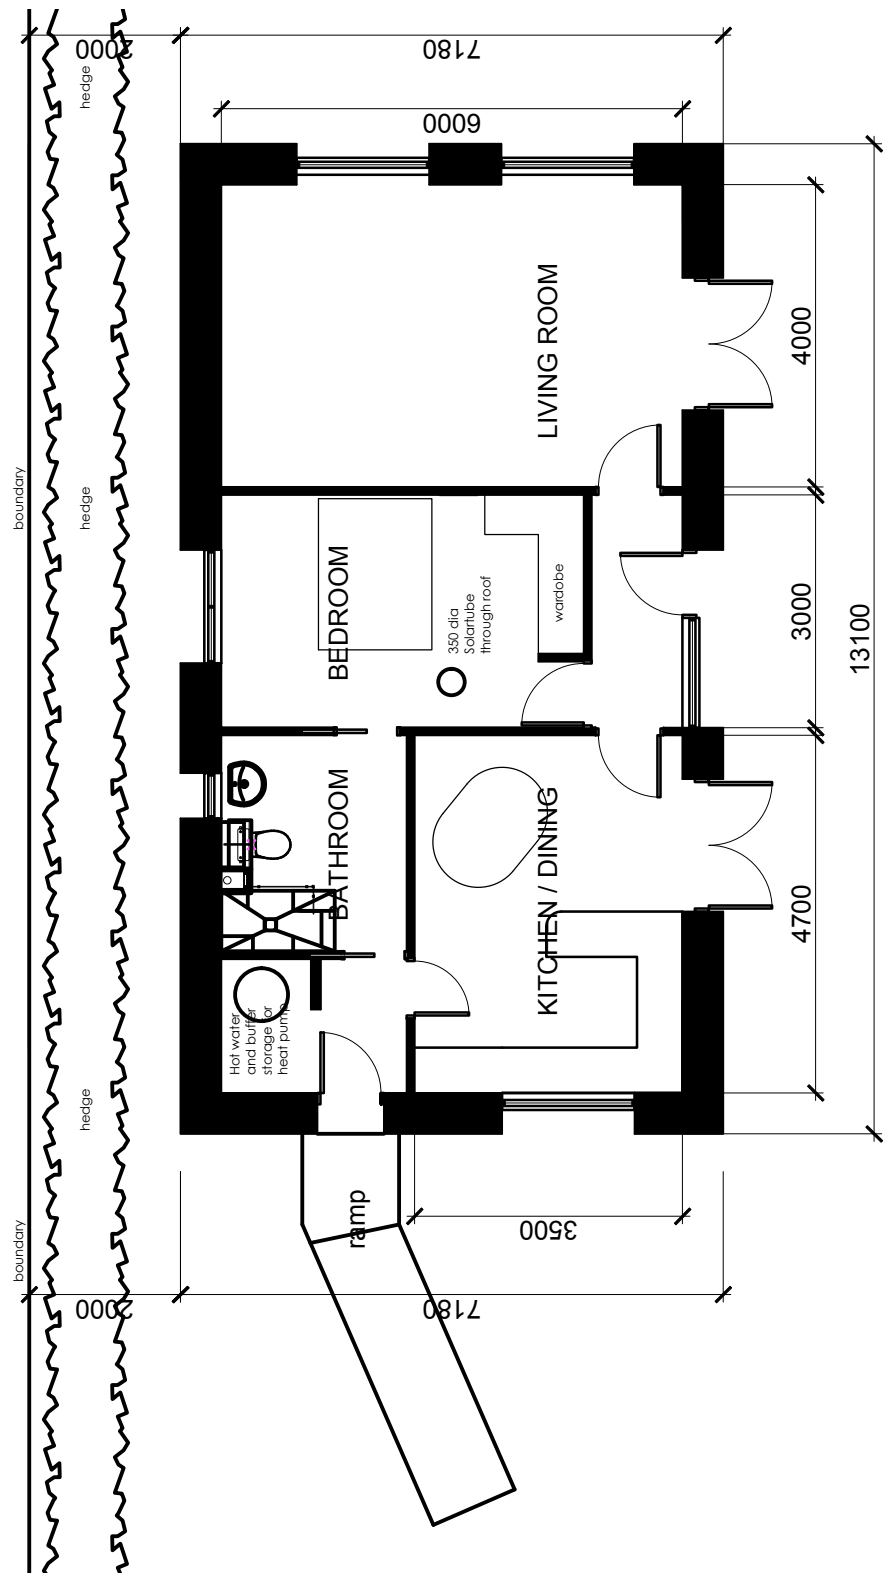 2000
7180
hedge
6000
LIVING ROOM
4000
boundary
hedge
BEDROOM
350 dia
Solartube
through roof
wardobe
3000
13100
BATHROOM
KITCHEN / DINING
4700
Hot water
and buffer
storage for
heat pump
hedge
boundary
ramp
3500
2000
7180